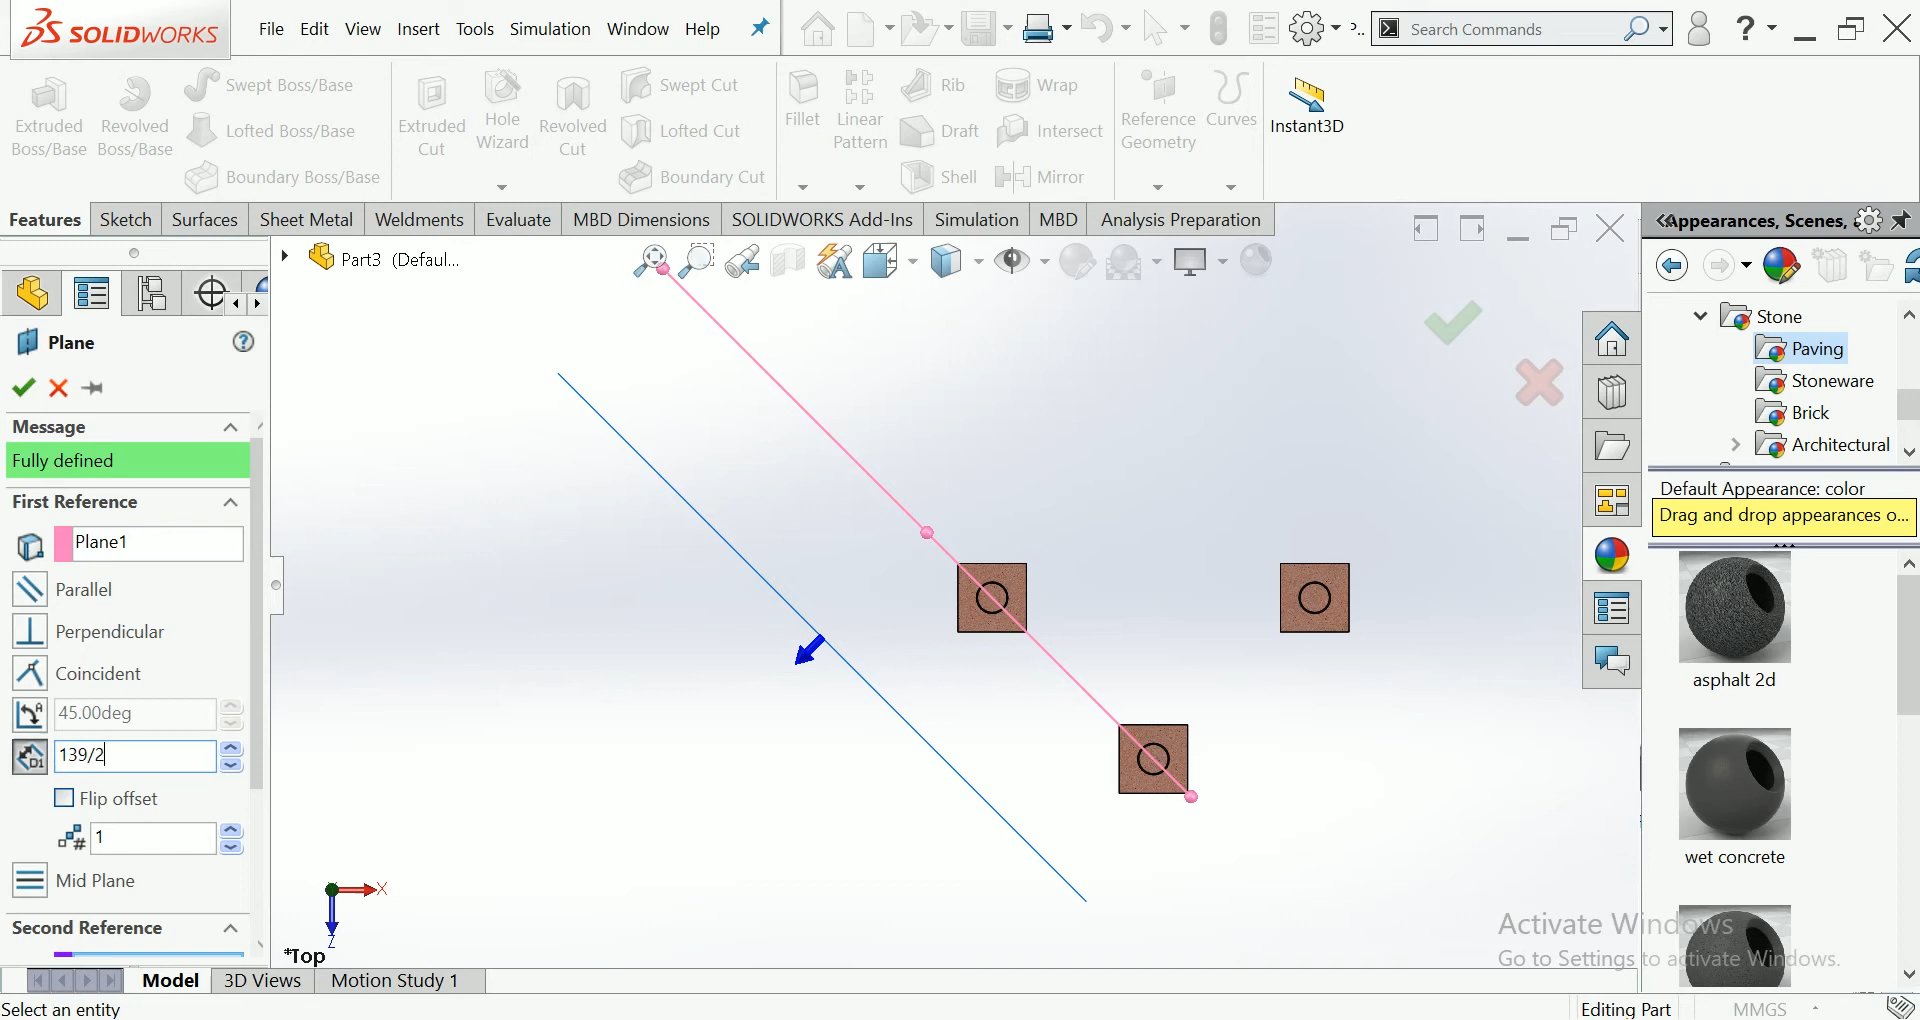 SOLIDWORKS
File Edit View Insert Tools Simulation Window Help
P..
Search Commands
?
Extruded Boss/Base
Revolved Boss/Base
Swept Boss/Base
Lofted Boss/Base
Boundary Boss/Base
Extruded Cut
Hole Wizard
Revolved Cut
Swept Cut
Lofted Cut
Boundary Cut
Fillet
Linear Pattern
Rib
Draft
Shell
Wrap
Intersect
Mirror
Reference Geometry
Curves
Instant3D
Features Sketch Surfaces Sheet Metal Weldments Evaluate MBD Dimensions SOLIDWORKS Add-Ins Simulation MBD Analysis Preparation
Part3 (Defaul...
Plane
Message
Fully defined
First Reference
Plane1
Parallel
Perpendicular
Coincident
45.00deg
139/2
Flip offset
1
Mid Plane
Second Reference
X
Z
*Top
Appearances, Scenes,
Stone
Paving
Stoneware
Brick
Architectural
Default Appearance: color
Drag and drop appearances o...
asphalt 2d
wet concrete
Activate Windows
Go to Settings to activate Windows.
Model 3D Views Motion Study 1
Select an entity
Editing Part
MMGS